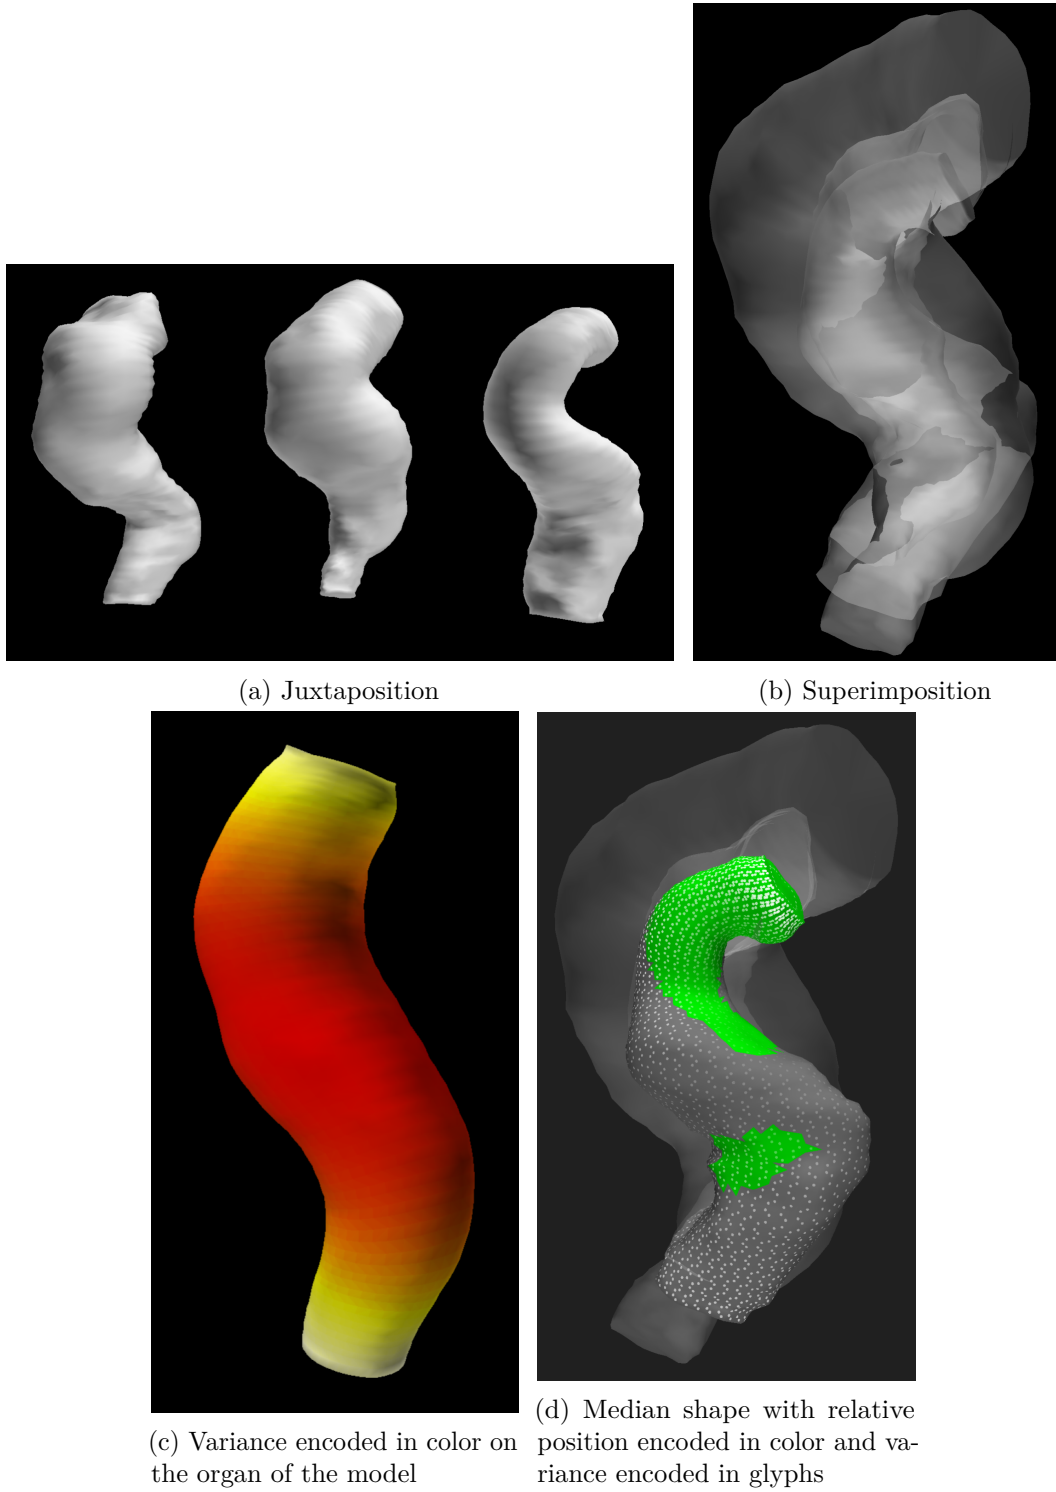 (a) Juxtaposition
(b) Superimposition
(c) Variance encoded in color on
the organ of the model
(d) Median shape with relative
position encoded in color and va-
riance encoded in glyphs